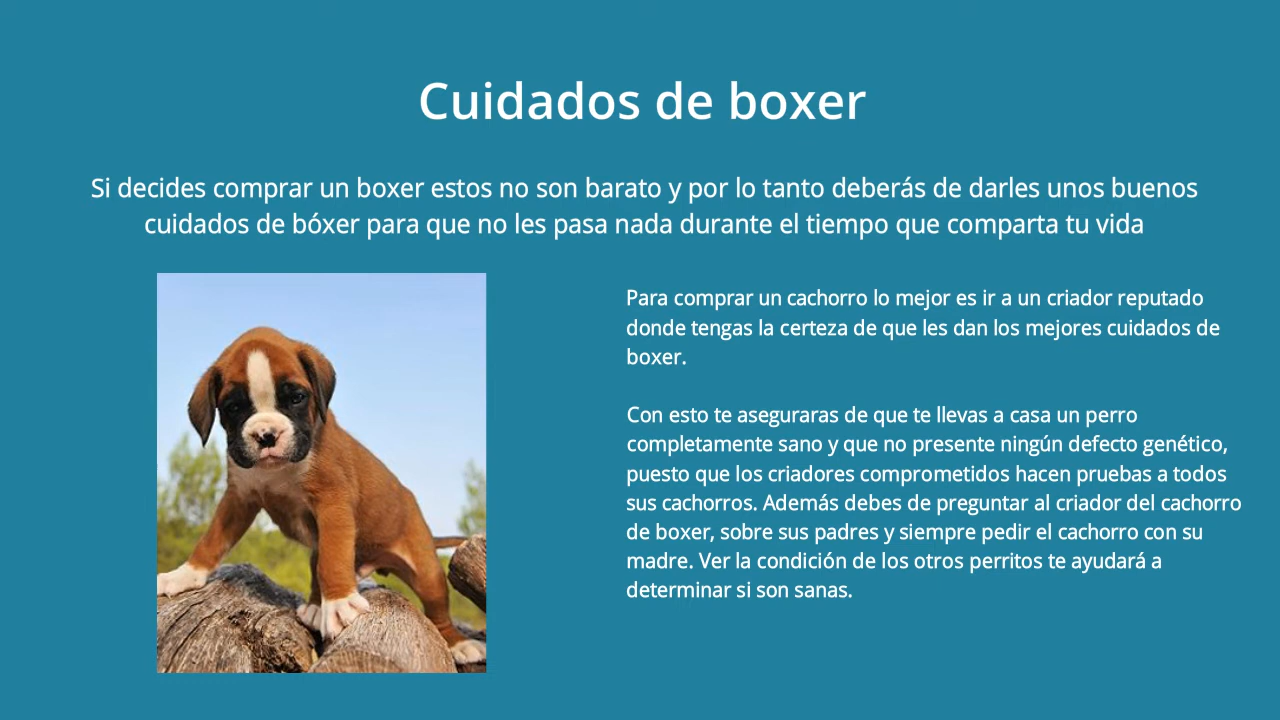 Cuidados de boxer
Si decides comprar un boxer estos no son barato y por lo tanto deberás de darles unos buenos
cuidados de bóxer para que no les pasa nada durante el tiempo que comparta tu vida
Para comprar un cachorro lo mejor es ir a un criador reputado
donde tengas la certeza de que les dan los mejores cuidados de
boxer.
Con esto te aseguraras de que te llevas a casa un perro
completamente sano y que no presente ningún defecto genético,
puesto que los criadores comprometidos hacen pruebas a todos
sus cachorros. Además debes de preguntar al criador del cachorro
de boxer, sobre sus padres y siempre pedir el cachorro con su
madre. Ver la condición de los otros perritos te ayudará a
determinar si son sanas.